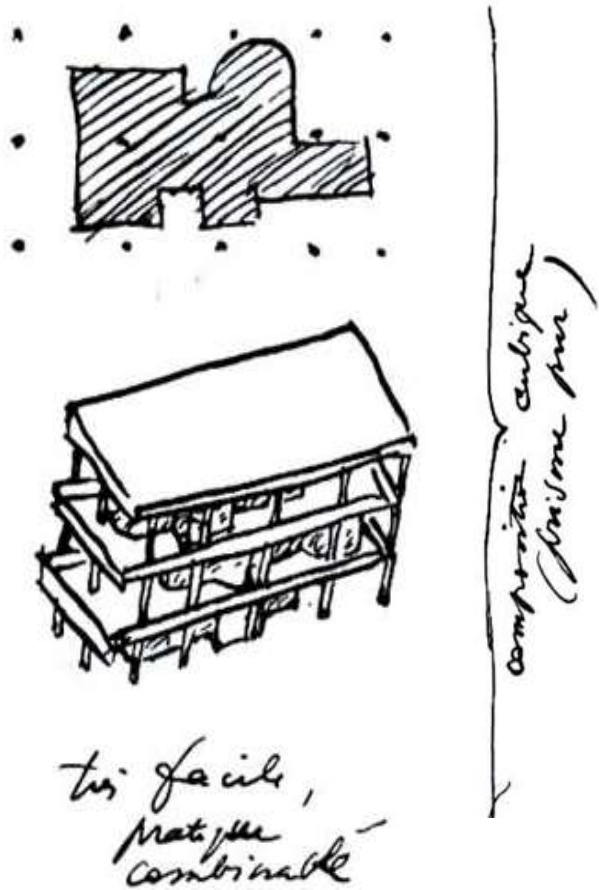 très facile,
pratique
combinable
composition cubique
(prisme pur)